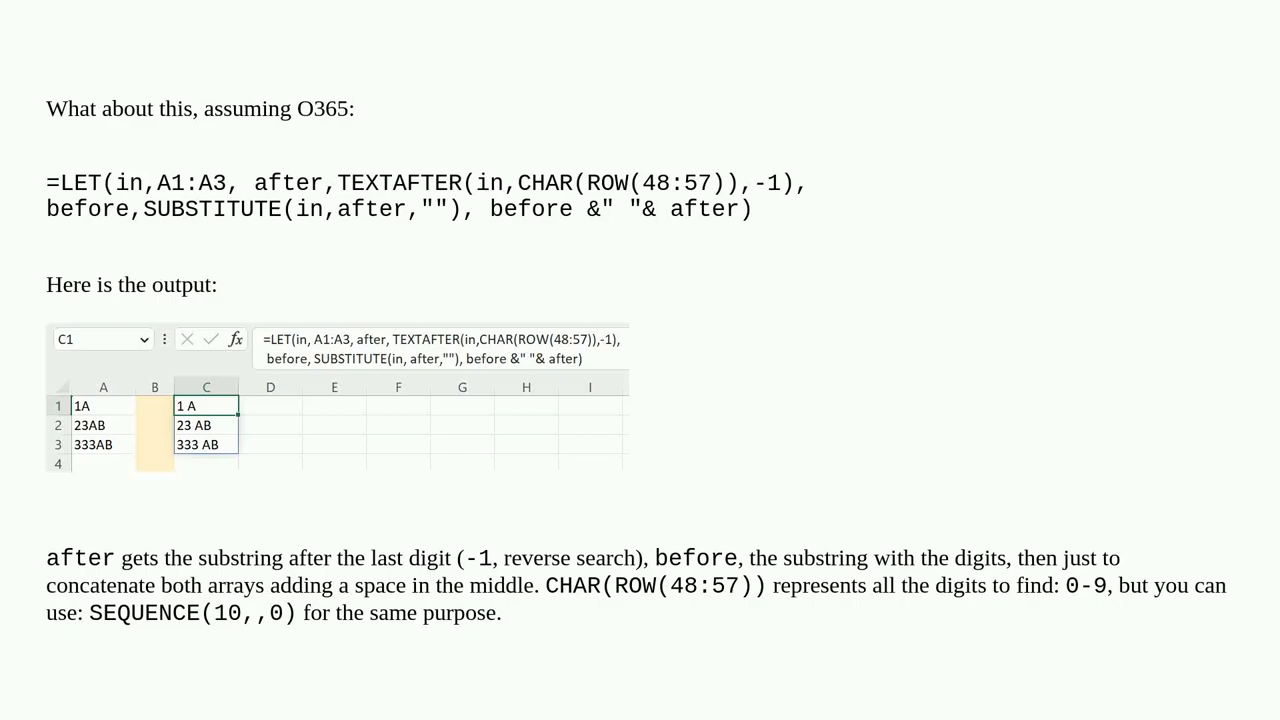 What about this, assuming O365:
=LET(in,A1:A3, after,TEXTAFTER(in,CHAR(ROW(48:57)),-1),
before,SUBSTITUTE(in,after,""), before &" "& after)
Here is the output:
C1 fx =LET(in, A1:A3, after, TEXTAFTER(in,CHAR(ROW(48:57)),-1),
before, SUBSTITUTE(in, after,""), before &" "& after)
A B C D E F G H I
1 1A 1 A
2 23AB 23 AB
3 333AB 333 AB
4
after gets the substring after the last digit (-1, reverse search), before, the substring with the digits, then just to
concatenate both arrays adding a space in the middle. CHAR(ROW(48:57)) represents all the digits to find: 0-9, but you can
use: SEQUENCE(10,,0) for the same purpose.